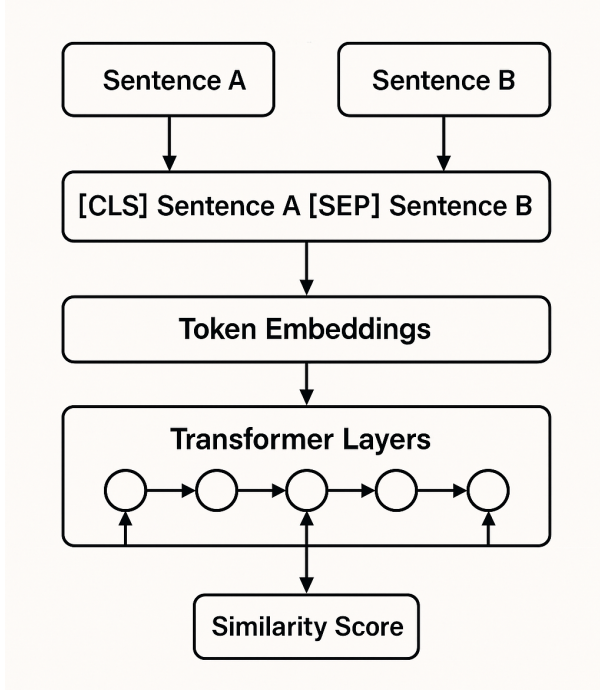 Sentence A
Sentence B
[CLS] Sentence A [SEP] Sentence B
Token Embeddings
Transformer Layers
Similarity Score